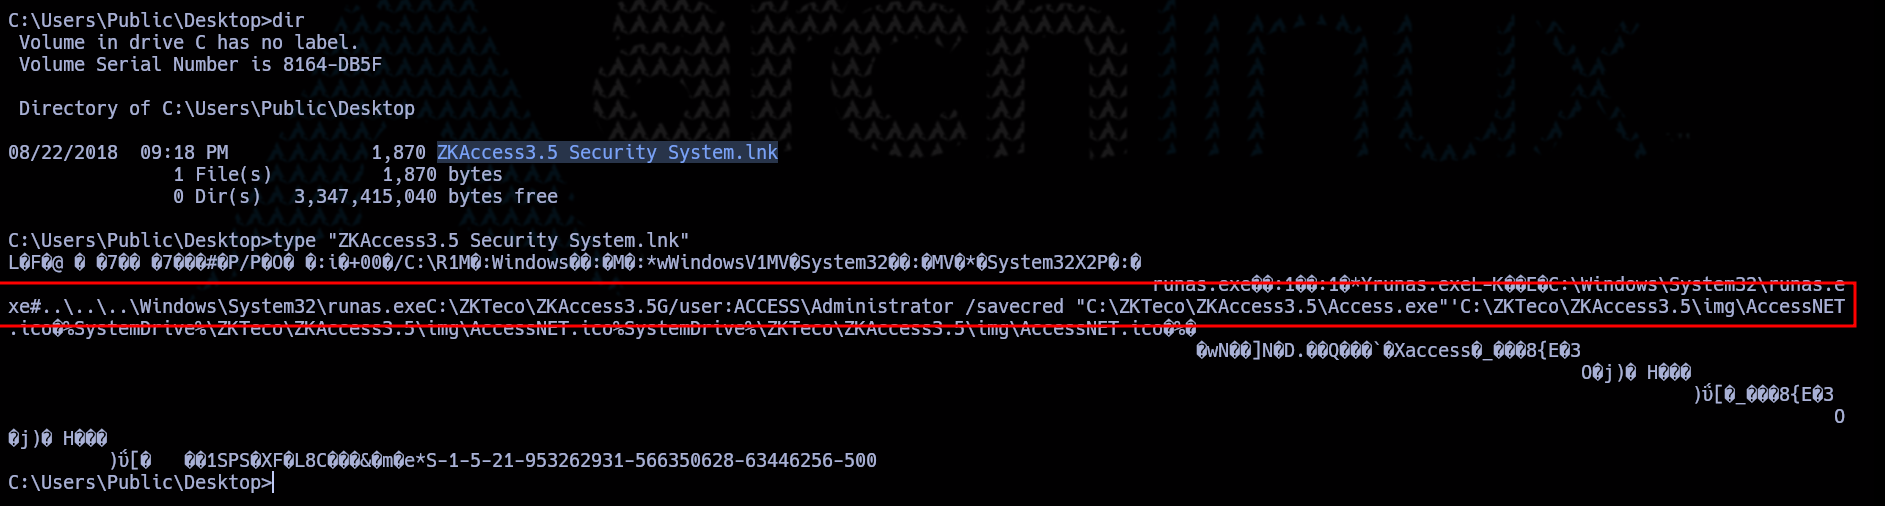 C:\Users\Public\Desktop>dir
 Volume in drive C has no label.
 Volume Serial Number is 8164-DB5F
 Directory of C:\Users\Public\Desktop
08/22/2018  09:18 PM             1,870 ZKAccess3.5 Security System.lnk
               1 File(s)          1,870 bytes
               0 Dir(s)   3,347,415,040 bytes free
C:\Users\Public\Desktop>type "ZKAccess3.5 Security System.lnk"
L�F�@ � �7�� �7���#�P/P�O� �:i�+00�/C:\R1M�:Windows��:�M�:*wWindowsV1MV�System32��:�MV�*�System32X2P�:�
runas.exe��:1��:1�*Yrunas.exeL-K��E�C:\Windows\System32\runas.e
xe#..\..\..\Windows\System32\runas.exeC:\ZKTeco\ZKAccess3.5G/user:ACCESS\Administrator /savecred "C:\ZKTeco\ZKAccess3.5\Access.exe"'C:\ZKTeco\ZKAccess3.5\img\AccessNET
.ico�%SystemDrive%\ZKTeco\ZKAccess3.5\img\AccessNET.ico%SystemDrive%\ZKTeco\ZKAccess3.5\img\AccessNET.ico�%�
�wN��]N�D.��Q���`�Xaccess�_���8{E�3
O�j)� H���
)ΰ[�_���8{E�3
O
�j)� H���
)ΰ[�   ��1SPS�XF�L8C���&�m�e*S-1-5-21-953262931-566350628-63446256-500
C:\Users\Public\Desktop>
archlinux